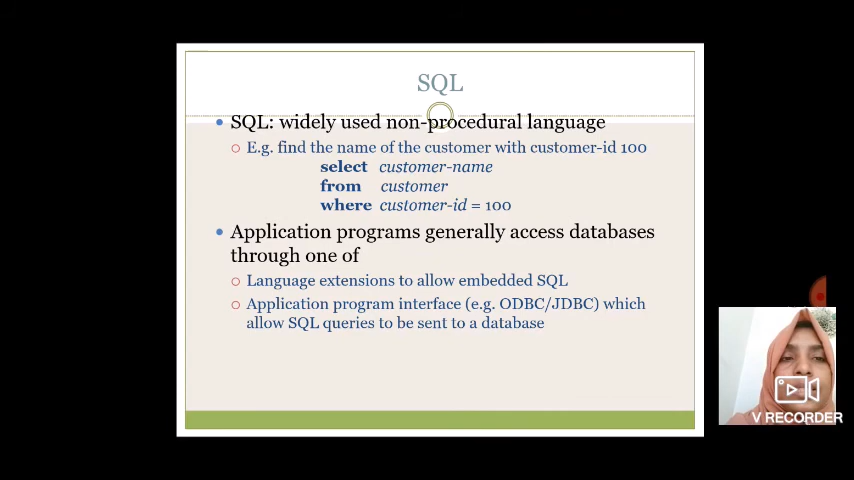 SQL
SQL: widely used non-procedural language
E.g. find the name of the customer with customer-id 100
select customer-name
from customer
where customer-id = 100
Application programs generally access databases
through one of
Language extensions to allow embedded SQL
Application program interface (e.g. ODBC/JDBC) which
allow SQL queries to be sent to a database
V RECORDER